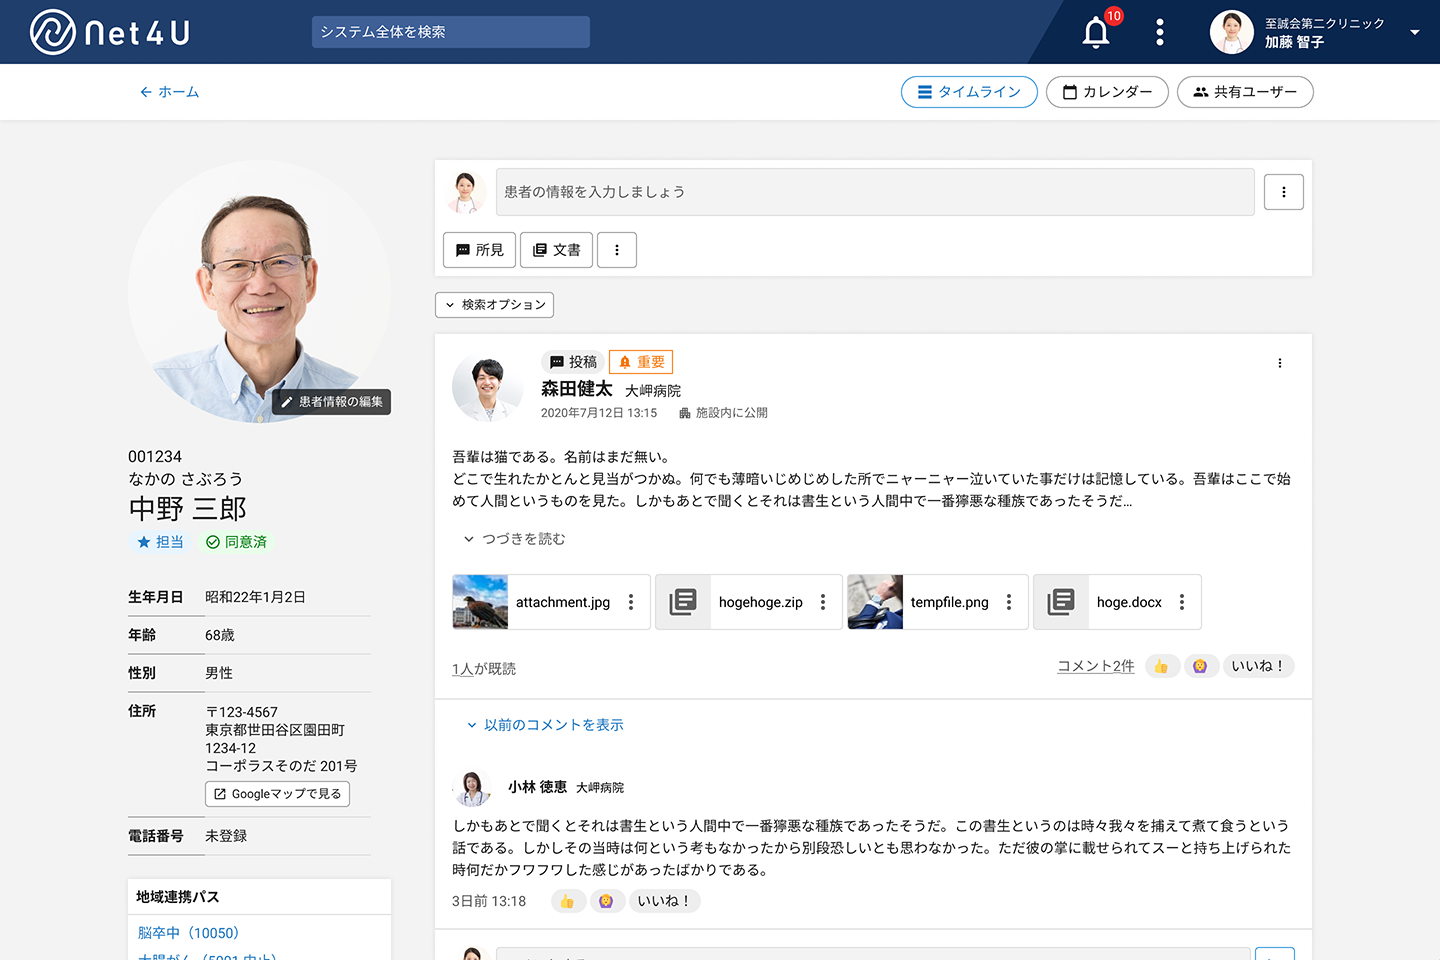 Net4U
システム全体を検索
10
至誠会第二クリニック
加藤 智子
ホーム
タイムライン
カレンダー
共有ユーザー
患者の情報を入力しましょう
所見
文書
検索オプション
患者情報の編集
001234
なかの さぶろう
中野 三郎
担当
同意済
生年月日 昭和22年1月2日
年齢 68歳
性別 男性
住所 〒123-4567
東京都世田谷区園田町
1234-12
コーポラスそのだ 201号
Googleマップで見る
電話番号 未登録
地域連携パス
脳卒中（10050）
投稿
重要
森田健太 大岬病院
2020年7月12日 13:15 施設内に公開
吾輩は猫である。名前はまだ無い。
どこで生れたかとんと見当がつかぬ。何でも薄暗いじめじめした所でニャーニャー泣いていた事だけは記憶している。吾輩はここで始
めて人間というものを見た。しかもあとで聞くとそれは書生という人間中で一番獰悪な種族であったそうだ...
つづきを読む
attachment.jpg
hogehoge.zip
tempfile.png
hoge.docx
1人が既読
コメント2件
いいね！
以前のコメントを表示
小林 徳恵 大岬病院
しかもあとで聞くとそれは書生という人間中で一番獰悪な種族であったそうだ。この書生というのは時々我々を捕えて煮て食うという
話である。しかしその当時は何という考もなかったから別段恐しいとも思わなかった。ただ彼の掌に載せられてスーと持ち上げられた
時何だかフワフワした感じがあったばかりである。
3日前 13:18
いいね！